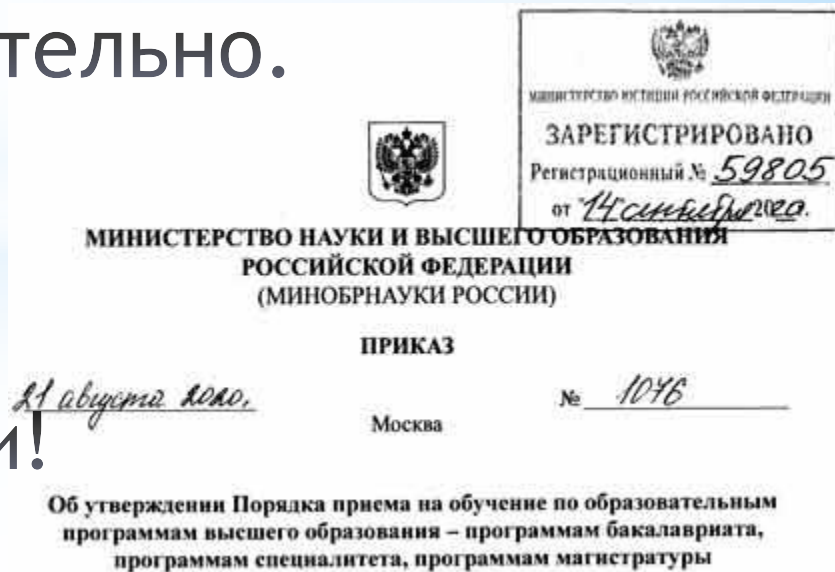 тельно.
МИНИСТЕРСТВО ЮСТИЦИИ РОССИЙСКОЙ ФЕДЕРАЦИИ
ЗАРЕГИСТРИРОВАНО
Регистрационный № 59805
от "14 сентября 2020.
МИНИСТЕРСТВО НАУКИ И ВЫСШЕГО ОБРАЗОВАНИЯ
РОССИЙСКОЙ ФЕДЕРАЦИИ
(МИНОБРНАУКИ РОССИИ)
ПРИКАЗ
21 августа 2020.
№ 1076
Москва
и!
Об утверждении Порядка приема на обучение по образовательным
программам высшего образования – программам бакалавриата,
программам специалитета, программам магистратуры